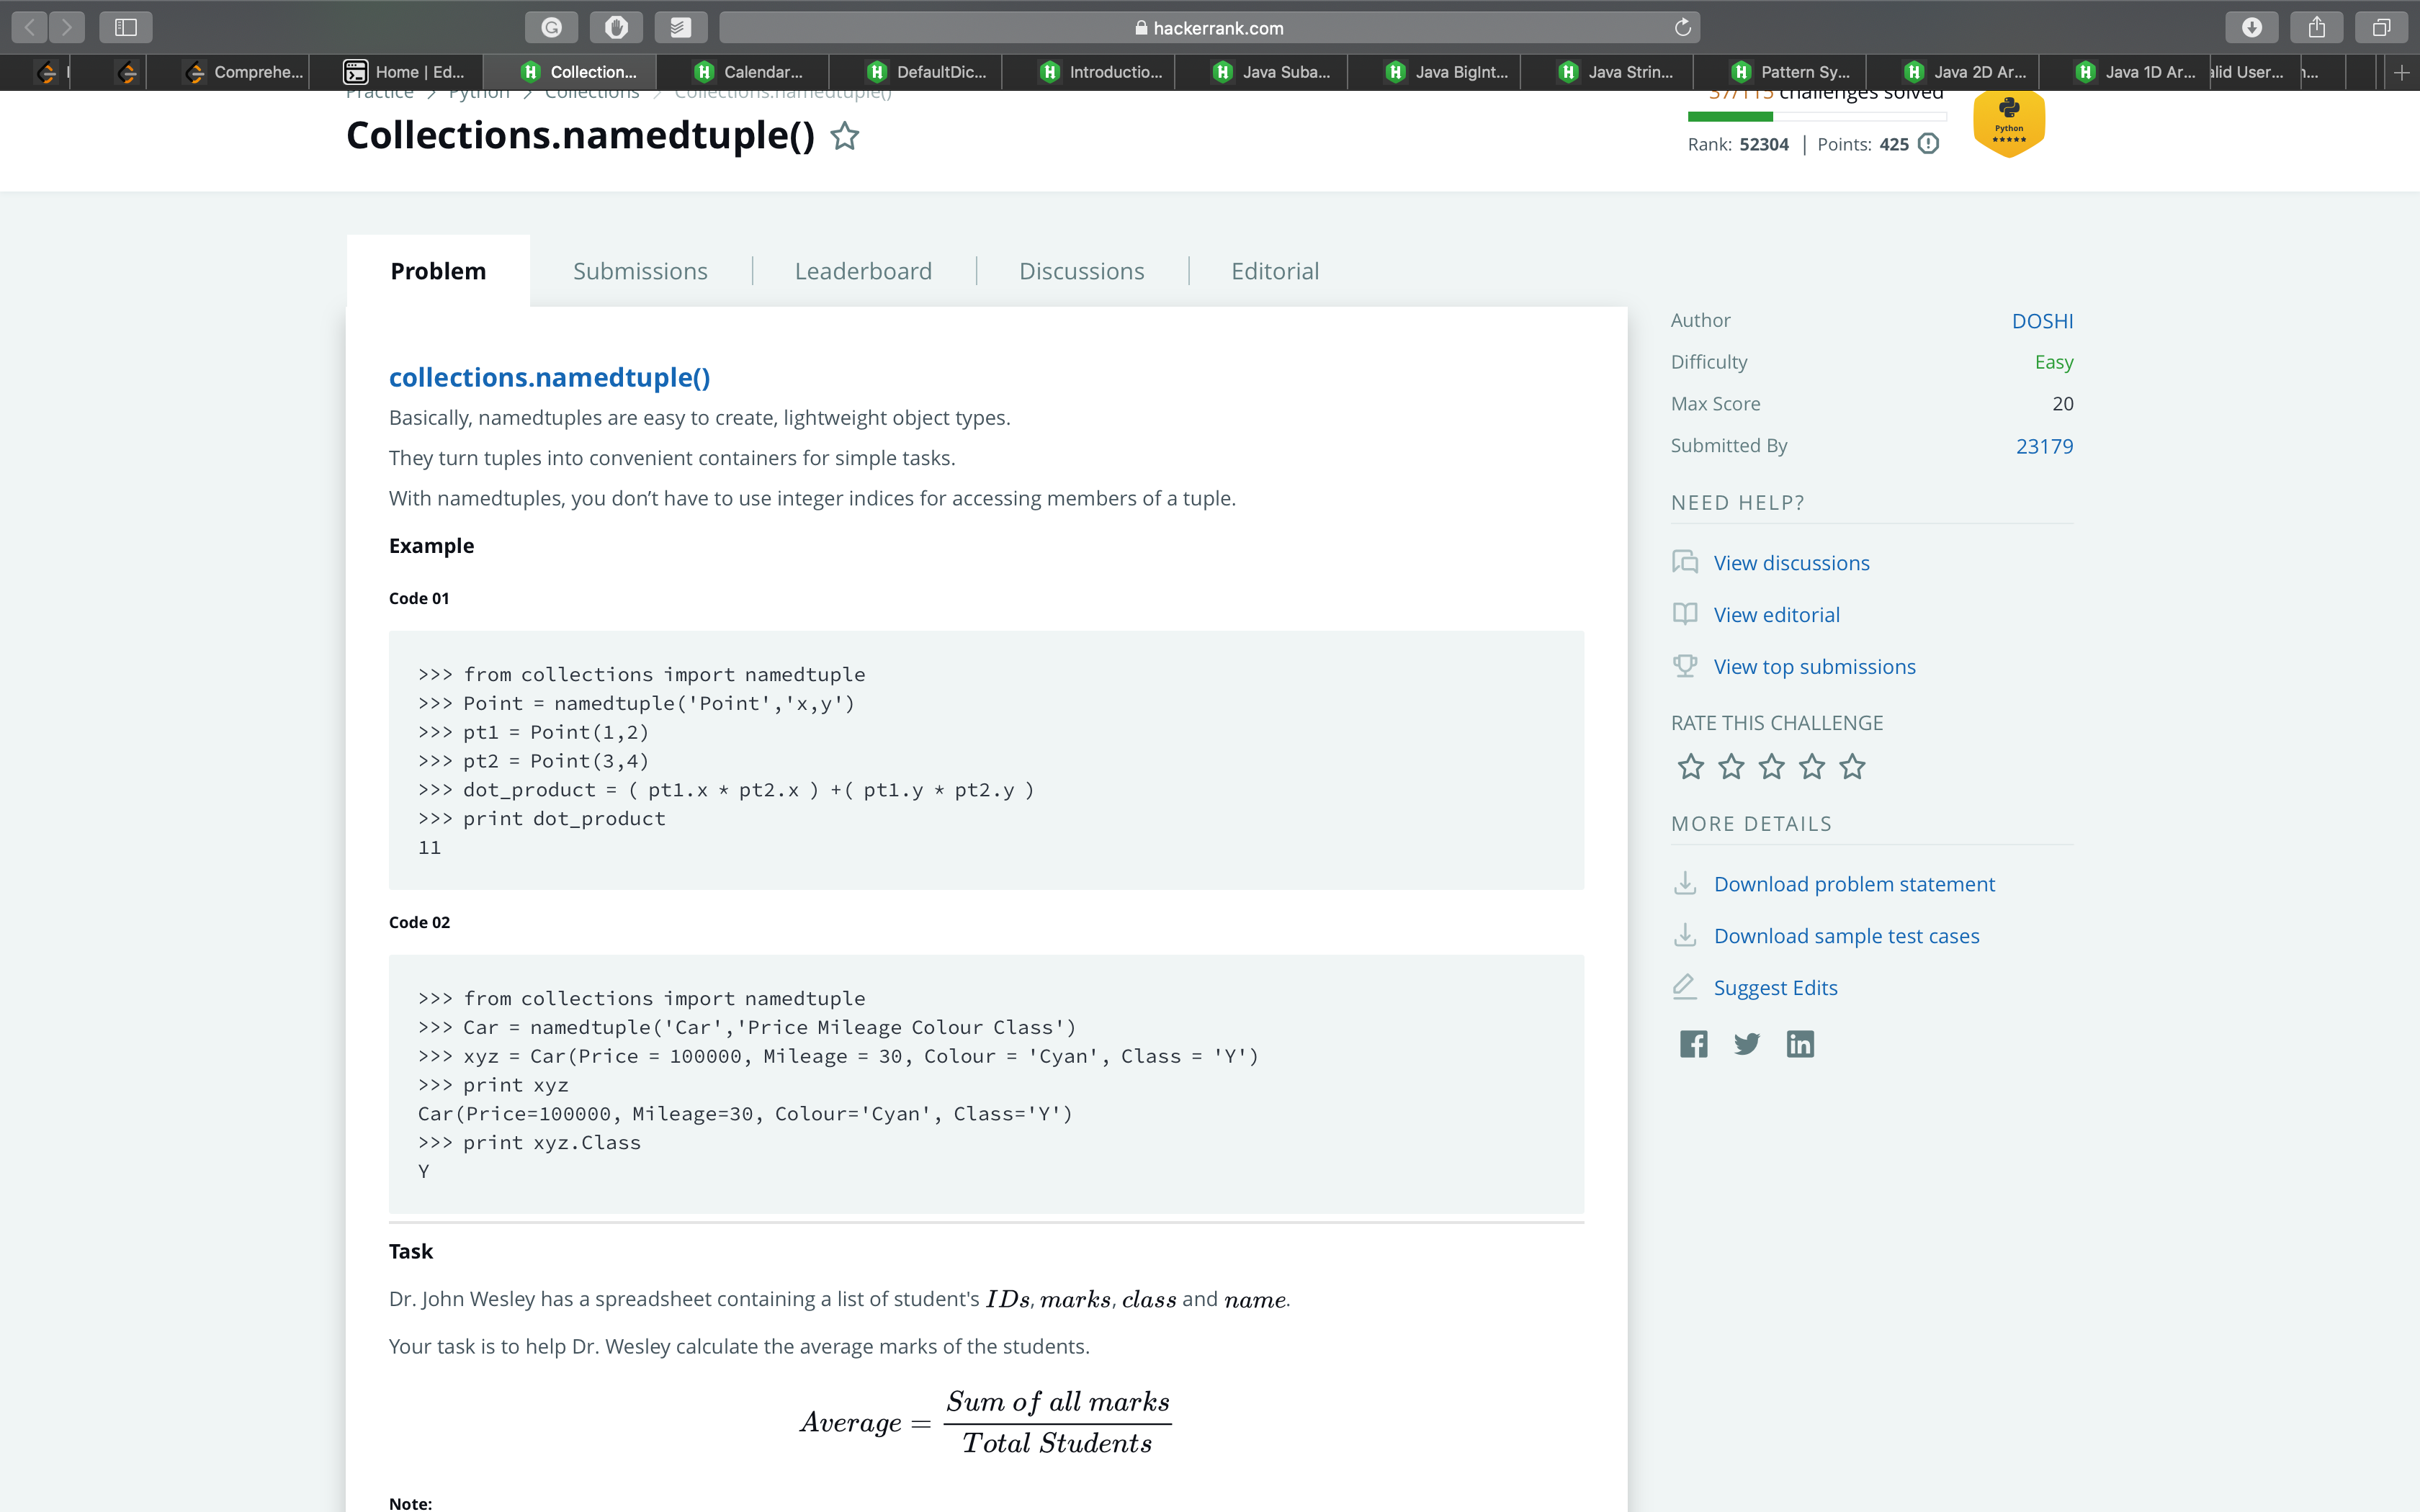 hackerrank.com
Comprehe...
Home | Ed...
Collection...
Calendar...
DefaultDic...
Introductio...
Java Suba...
Java BigInt...
Java Strin...
Pattern Sy...
Java 2D Ar...
Java 1D Ar...
alid User...
Practice > Python > Collections > Collections.namedtuple()
Collections.namedtuple()
37/115 challenges solved
Rank: 52304 | Points: 425
Python
Problem
Submissions
Leaderboard
Discussions
Editorial
collections.namedtuple()
Basically, namedtuples are easy to create, lightweight object types.
They turn tuples into convenient containers for simple tasks.
With namedtuples, you don’t have to use integer indices for accessing members of a tuple.
Example
Code 01
>>> from collections import namedtuple
>>> Point = namedtuple('Point','x,y')
>>> pt1 = Point(1,2)
>>> pt2 = Point(3,4)
>>> dot_product = ( pt1.x * pt2.x ) +( pt1.y * pt2.y )
>>> print dot_product
11
Code 02
>>> from collections import namedtuple
>>> Car = namedtuple('Car','Price Mileage Colour Class')
>>> xyz = Car(Price = 100000, Mileage = 30, Colour = 'Cyan', Class = 'Y')
>>> print xyz
Car(Price=100000, Mileage=30, Colour='Cyan', Class='Y')
>>> print xyz.Class
Y
Task
Dr. John Wesley has a spreadsheet containing a list of student's IDs, marks, class and name.
Your task is to help Dr. Wesley calculate the average marks of the students.
Average = Sum of all marks / Total Students
Note:
Author DOSHI
Difficulty Easy
Max Score 20
Submitted By 23179
NEED HELP?
View discussions
View editorial
View top submissions
RATE THIS CHALLENGE
MORE DETAILS
Download problem statement
Download sample test cases
Suggest Edits